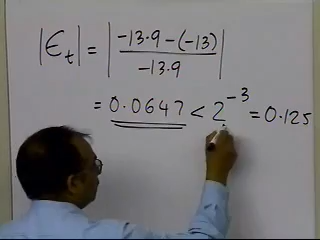 |∈t| = | -13.9 - (-13) / -13.9 |
= 0.0647 < 2^-3 = 0.125